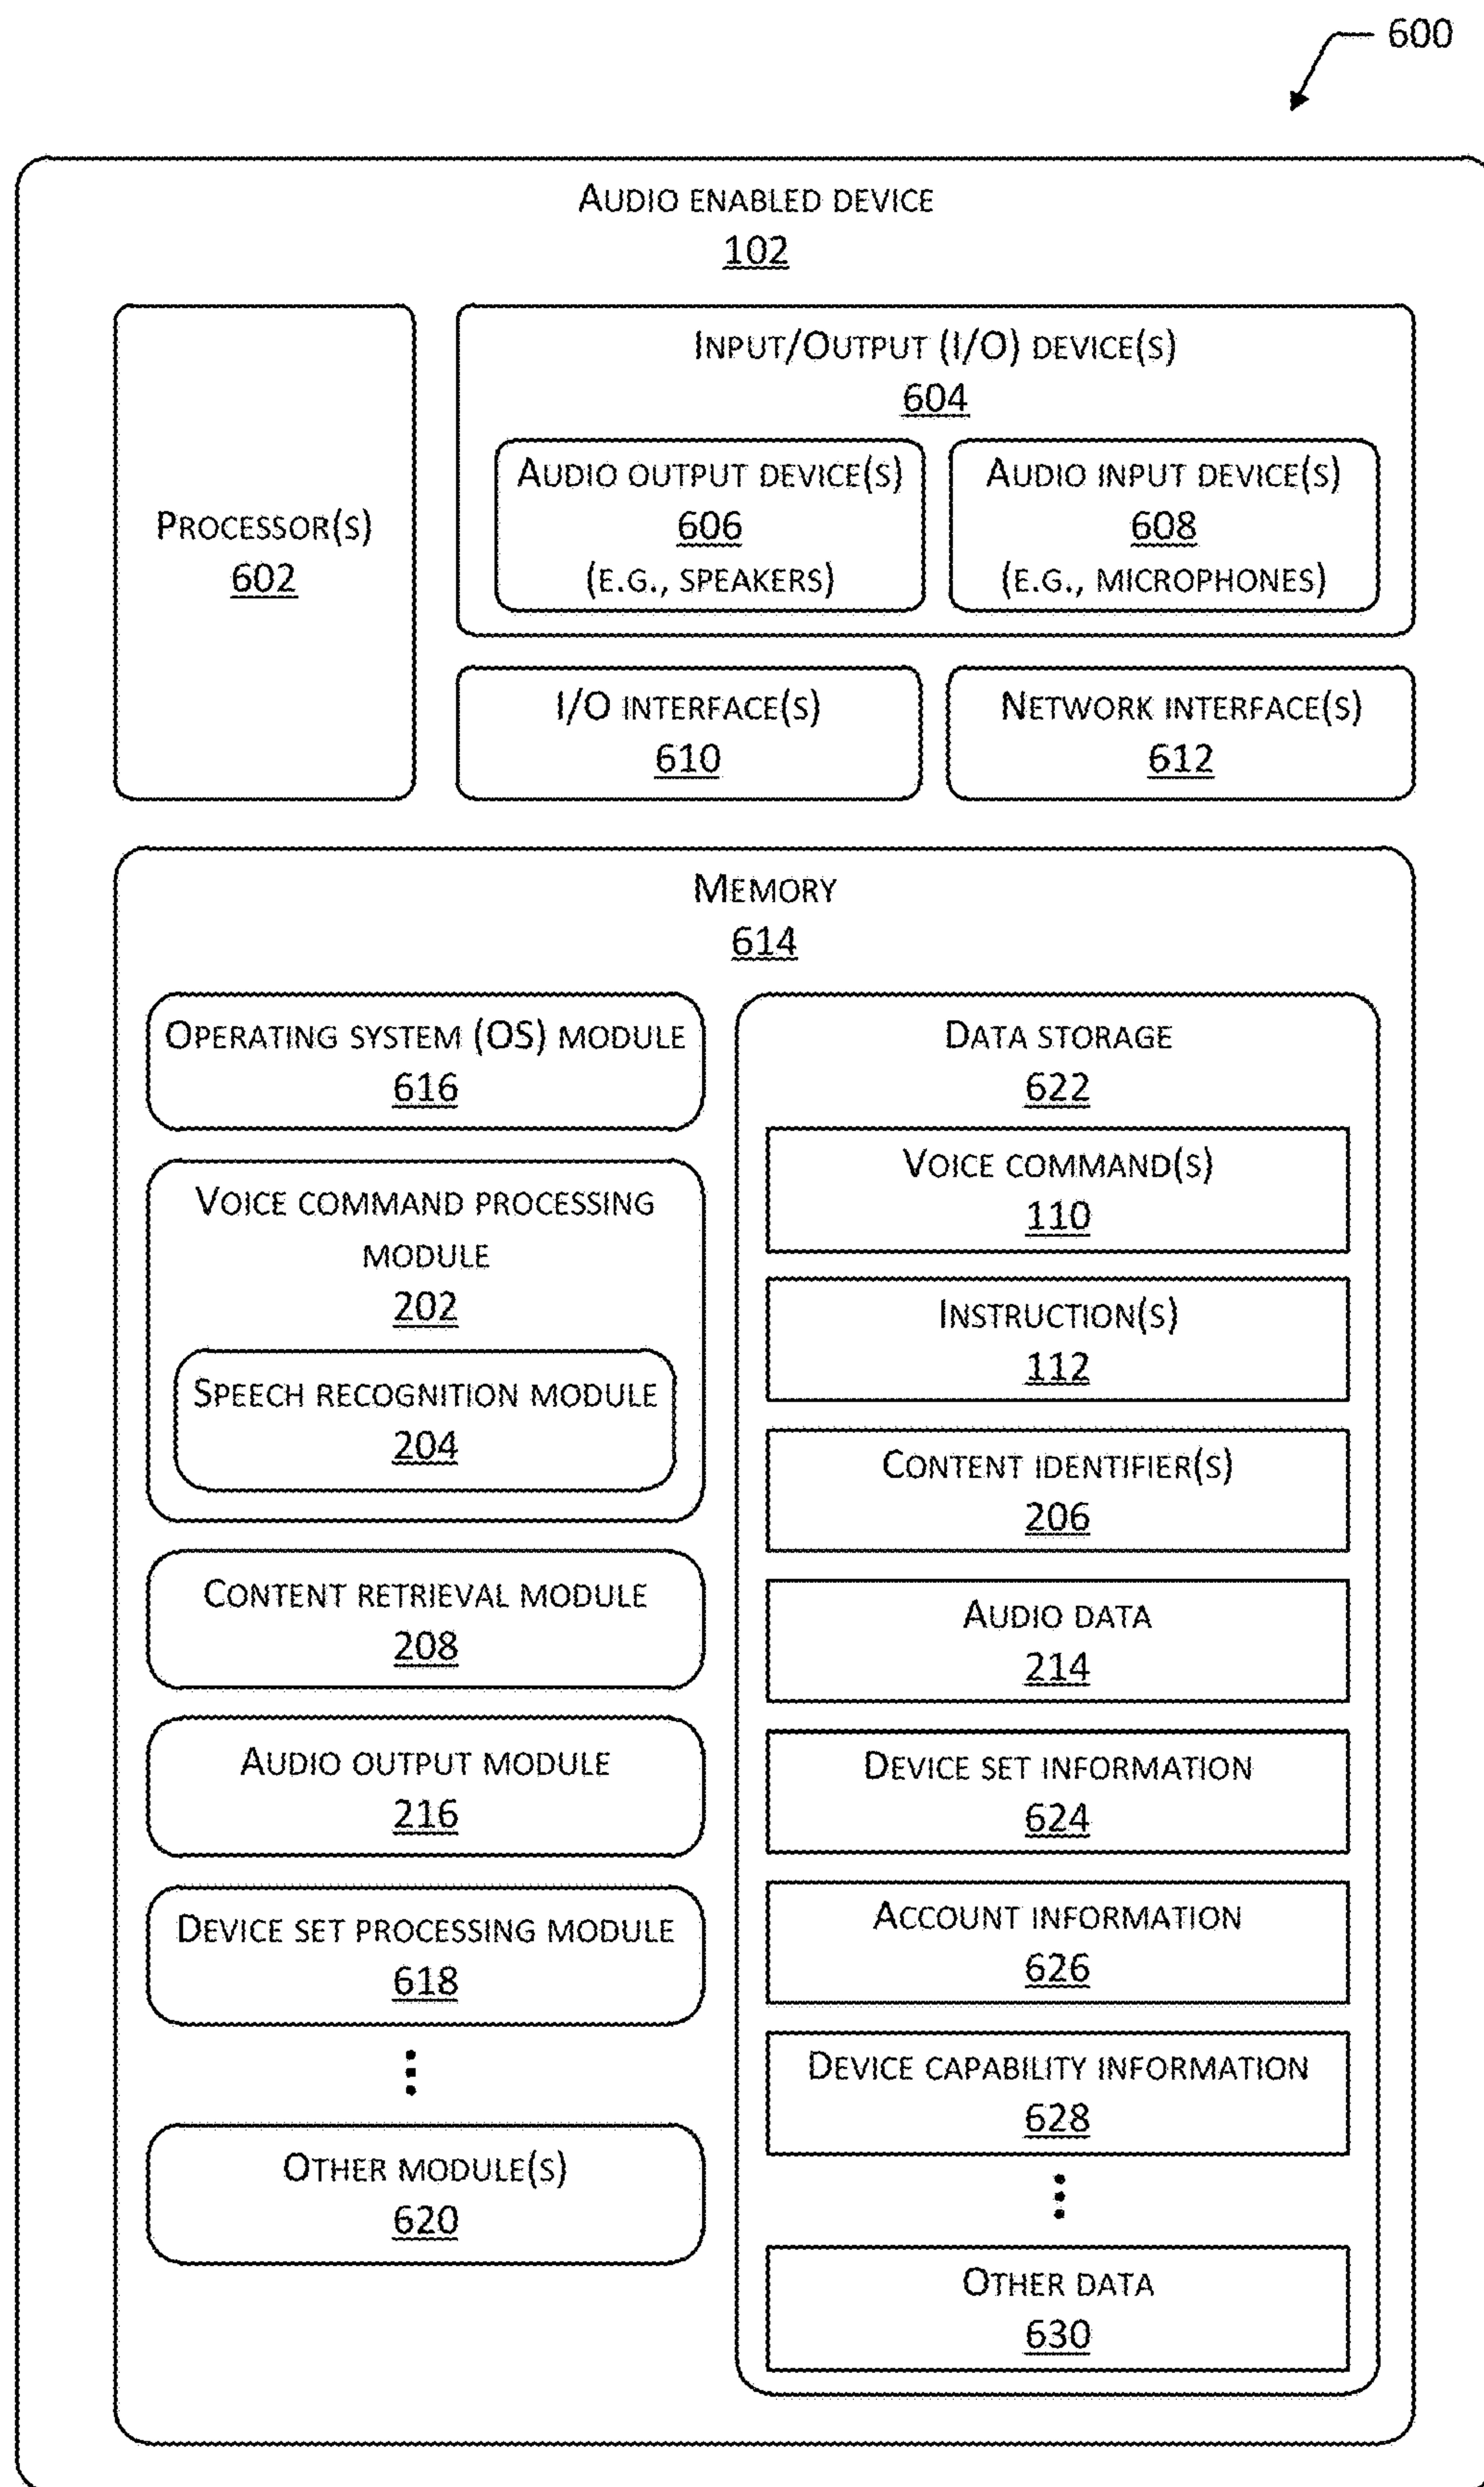 600
Audio enabled device
102
Processor(s)
602
Input/Output (I/O) device(s)
604
Audio output device(s)
606
(e.g., speakers)
Audio input device(s)
608
(e.g., microphones)
I/O interface(s)
610
Network interface(s)
612
Memory
614
Operating system (OS) module
616
Voice command processing
module
202
Speech recognition module
204
Content retrieval module
208
Audio output module
216
Device set processing module
618
Other module(s)
620
Data storage
622
Voice command(s)
110
Instruction(s)
112
Content identifier(s)
206
Audio data
214
Device set information
624
Account information
626
Device capability information
628
Other data
630